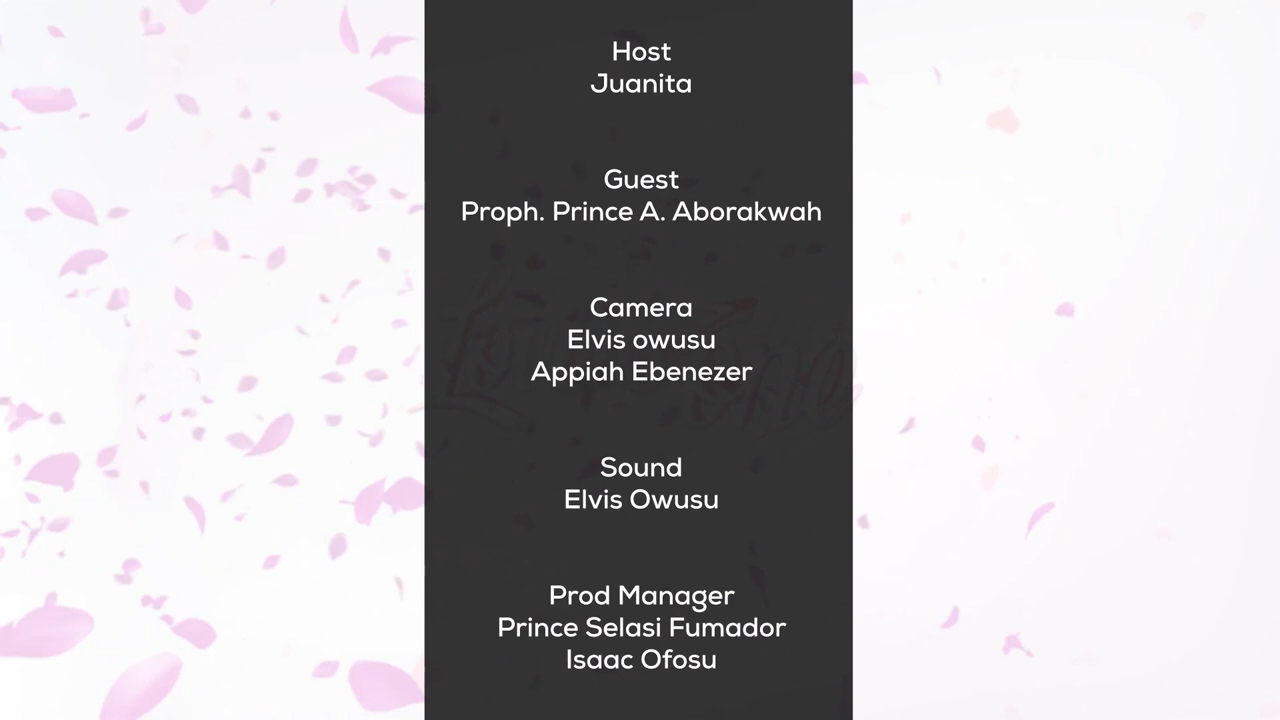 Host
Juanita
Guest
Proph. Prince A. Aborakwah
Camera
Elvis owusu
Appiah Ebenezer
Sound
Elvis Owusu
Prod Manager
Prince Selasi Fumador
Isaac Ofosu